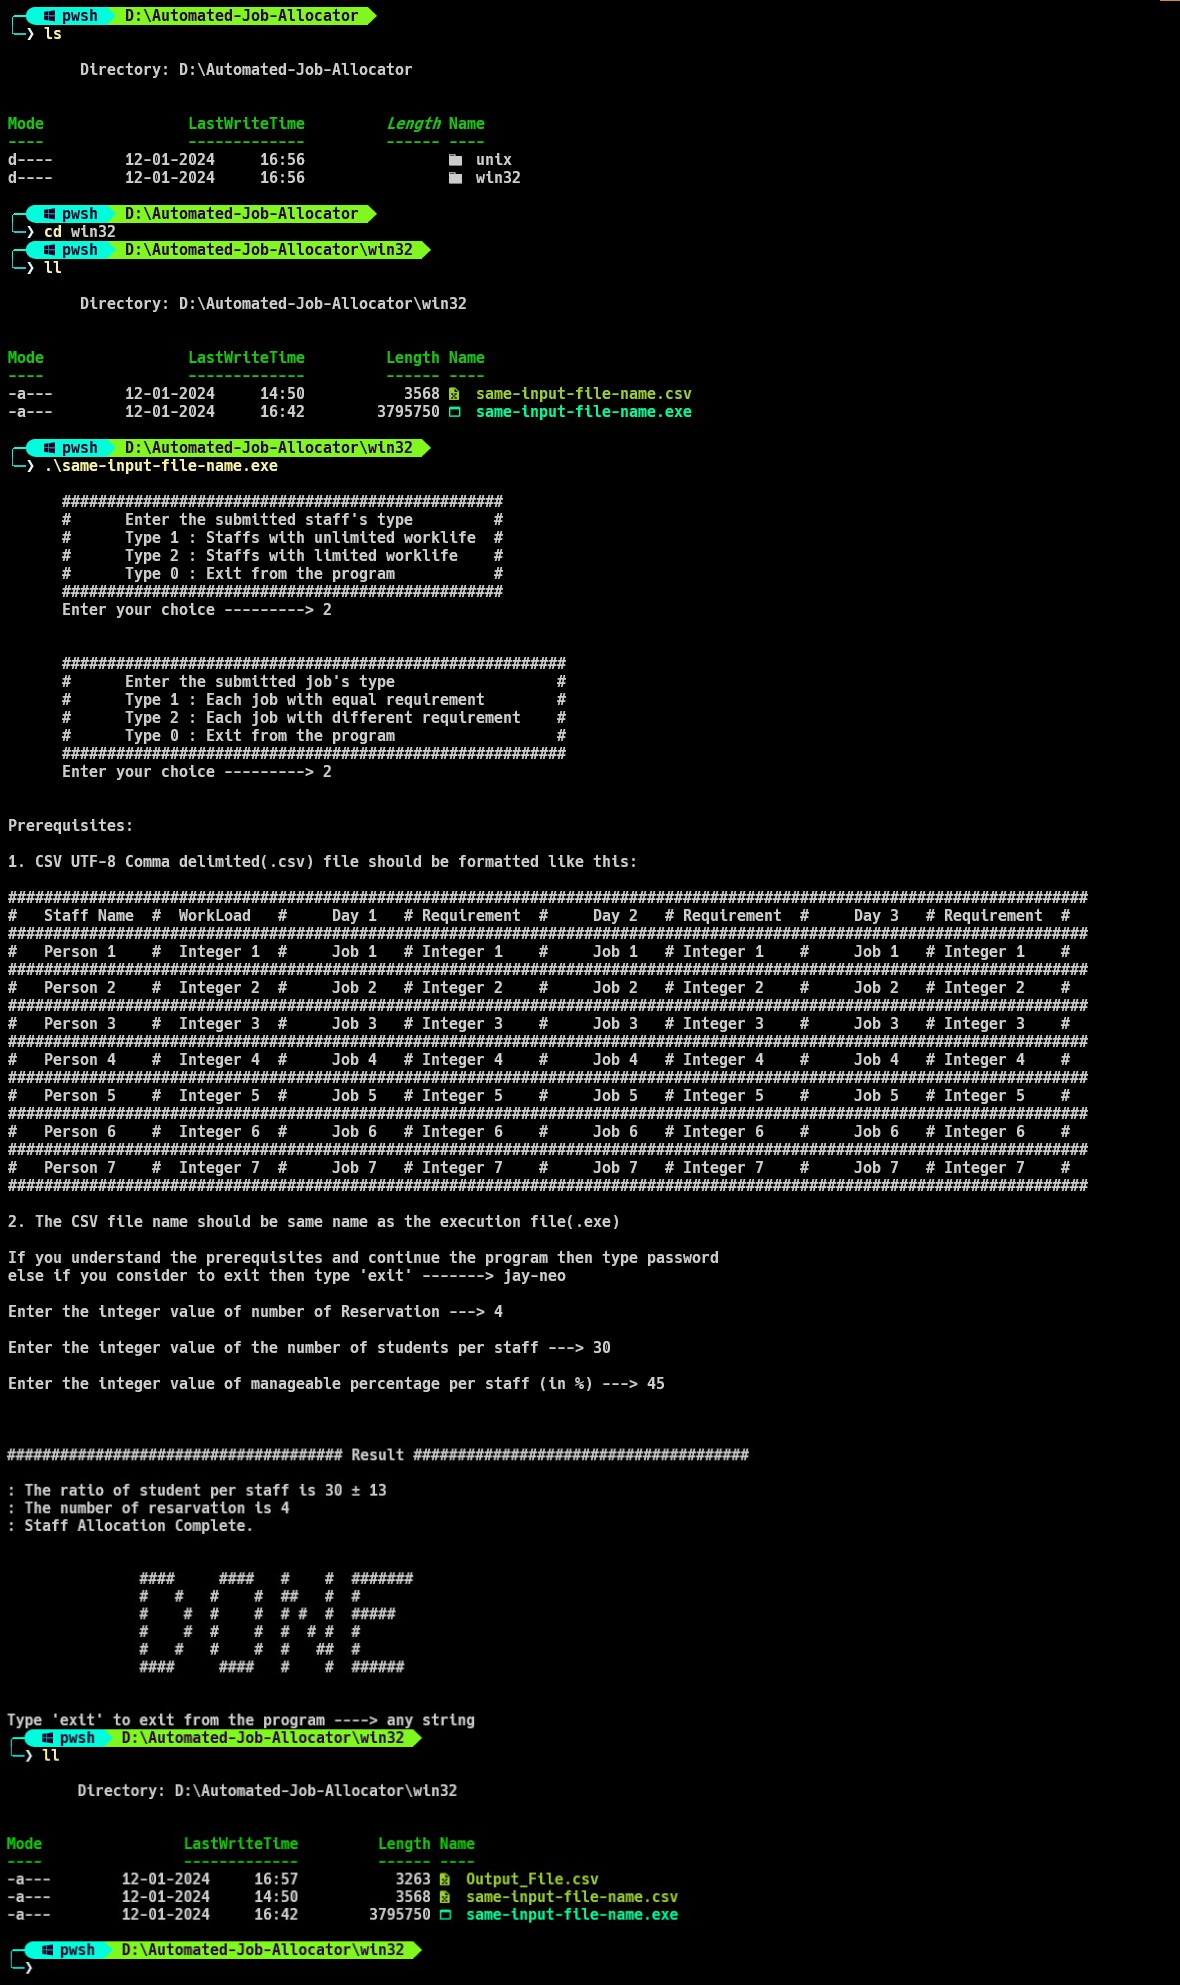 pwsh D:\Automated-Job-Allocator
❯ ls
Directory: D:\Automated-Job-Allocator
Mode LastWriteTime Length Name
---- ------------- ------ ----
d---- 12-01-2024 16:56 unix
d---- 12-01-2024 16:56 win32
pwsh D:\Automated-Job-Allocator
❯ cd win32
pwsh D:\Automated-Job-Allocator\win32
❯ ll
Directory: D:\Automated-Job-Allocator\win32
Mode LastWriteTime Length Name
---- ------------- ------ ----
-a--- 12-01-2024 14:50 3568 same-input-file-name.csv
-a--- 12-01-2024 16:42 3795750 same-input-file-name.exe
pwsh D:\Automated-Job-Allocator\win32
❯ .\same-input-file-name.exe
#################################################
# Enter the submitted staff's type #
# Type 1 : Staffs with unlimited worklife #
# Type 2 : Staffs with limited worklife #
# Type 0 : Exit from the program #
#################################################
Enter your choice ---------> 2
########################################################
# Enter the submitted job's type #
# Type 1 : Each job with equal requirement #
# Type 2 : Each job with different requirement #
# Type 0 : Exit from the program #
########################################################
Enter your choice ---------> 2
Prerequisites:
1. CSV UTF-8 Comma delimited(.csv) file should be formatted like this:
########################################################################################################################
# Staff Name # WorkLoad # Day 1 # Requirement # Day 2 # Requirement # Day 3 # Requirement #
########################################################################################################################
# Person 1 # Integer 1 # Job 1 # Integer 1 # Job 1 # Integer 1 # Job 1 # Integer 1 #
########################################################################################################################
# Person 2 # Integer 2 # Job 2 # Integer 2 # Job 2 # Integer 2 # Job 2 # Integer 2 #
########################################################################################################################
# Person 3 # Integer 3 # Job 3 # Integer 3 # Job 3 # Integer 3 # Job 3 # Integer 3 #
########################################################################################################################
# Person 4 # Integer 4 # Job 4 # Integer 4 # Job 4 # Integer 4 # Job 4 # Integer 4 #
########################################################################################################################
# Person 5 # Integer 5 # Job 5 # Integer 5 # Job 5 # Integer 5 # Job 5 # Integer 5 #
########################################################################################################################
# Person 6 # Integer 6 # Job 6 # Integer 6 # Job 6 # Integer 6 # Job 6 # Integer 6 #
########################################################################################################################
# Person 7 # Integer 7 # Job 7 # Integer 7 # Job 7 # Integer 7 # Job 7 # Integer 7 #
########################################################################################################################
2. The CSV file name should be same name as the execution file(.exe)
If you understand the prerequisites and continue the program then type password
else if you consider to exit then type 'exit' -------> jay-neo
Enter the integer value of number of Reservation ---> 4
Enter the integer value of the number of students per staff ---> 30
Enter the integer value of manageable percentage per staff (in %) ---> 45
###################################### Result ######################################
: The ratio of student per staff is 30 ± 13
: The number of resarvation is 4
: Staff Allocation Complete.
####     ####   #    #  #######
#   #   #    #  ##   #  #
#    #  #    #  # #  #  #####
#    #  #    #  #  # #  #
#   #   #    #  #   ##  #
####     ####   #    #  ######
Type 'exit' to exit from the program ----> any string
pwsh D:\Automated-Job-Allocator\win32
❯ ll
Directory: D:\Automated-Job-Allocator\win32
Mode LastWriteTime Length Name
---- ------------- ------ ----
-a--- 12-01-2024 16:57 3263 Output_File.csv
-a--- 12-01-2024 14:50 3568 same-input-file-name.csv
-a--- 12-01-2024 16:42 3795750 same-input-file-name.exe
pwsh D:\Automated-Job-Allocator\win32
❯